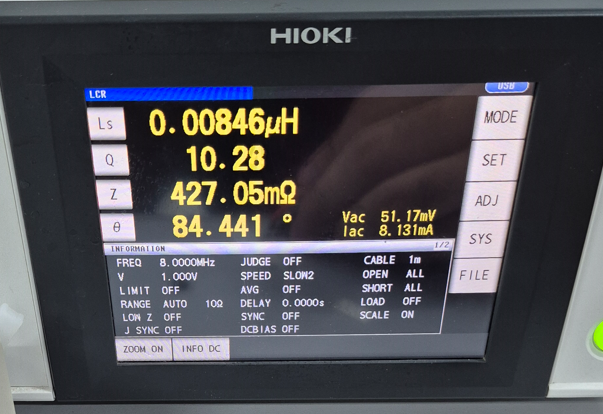 HIOKI
LCR
USB
Ls 0.00846µH
Q 10.28
Z 427.05mΩ
θ 84.441 °
Vac 51.17mV
Iac 8.131mA
MODE
SET
ADJ
SYS
FILE
INFORMATION 1/2
FREQ 8.0000MHz JUDGE OFF CABLE 1m
V 1.000V SPEED SLOW2 OPEN ALL
LIMIT OFF AVG OFF SHORT ALL
RANGE AUTO 10Ω DELAY 0.0000s LOAD OFF
LOW Z OFF SYNC OFF SCALE ON
J SYNC OFF DCBIAS OFF
ZOOM ON INFO DC